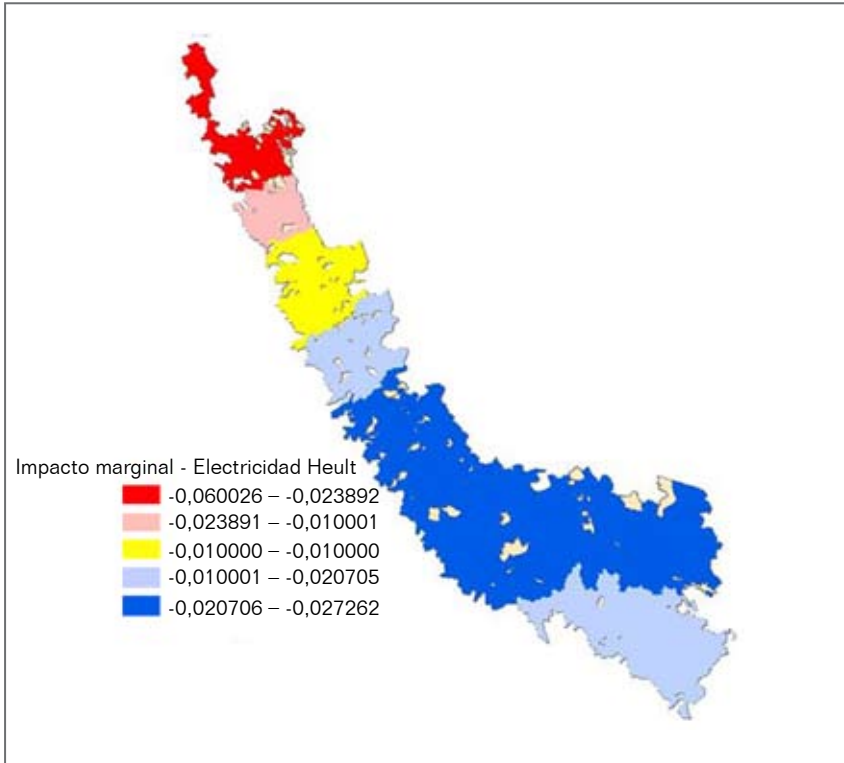 Impacto marginal - Electricidad Heult
-0,060026 – -0,023892
-0,023891 – -0,010001
-0,010000 – -0,010000
-0,010001 – -0,020705
-0,020706 – -0,027262